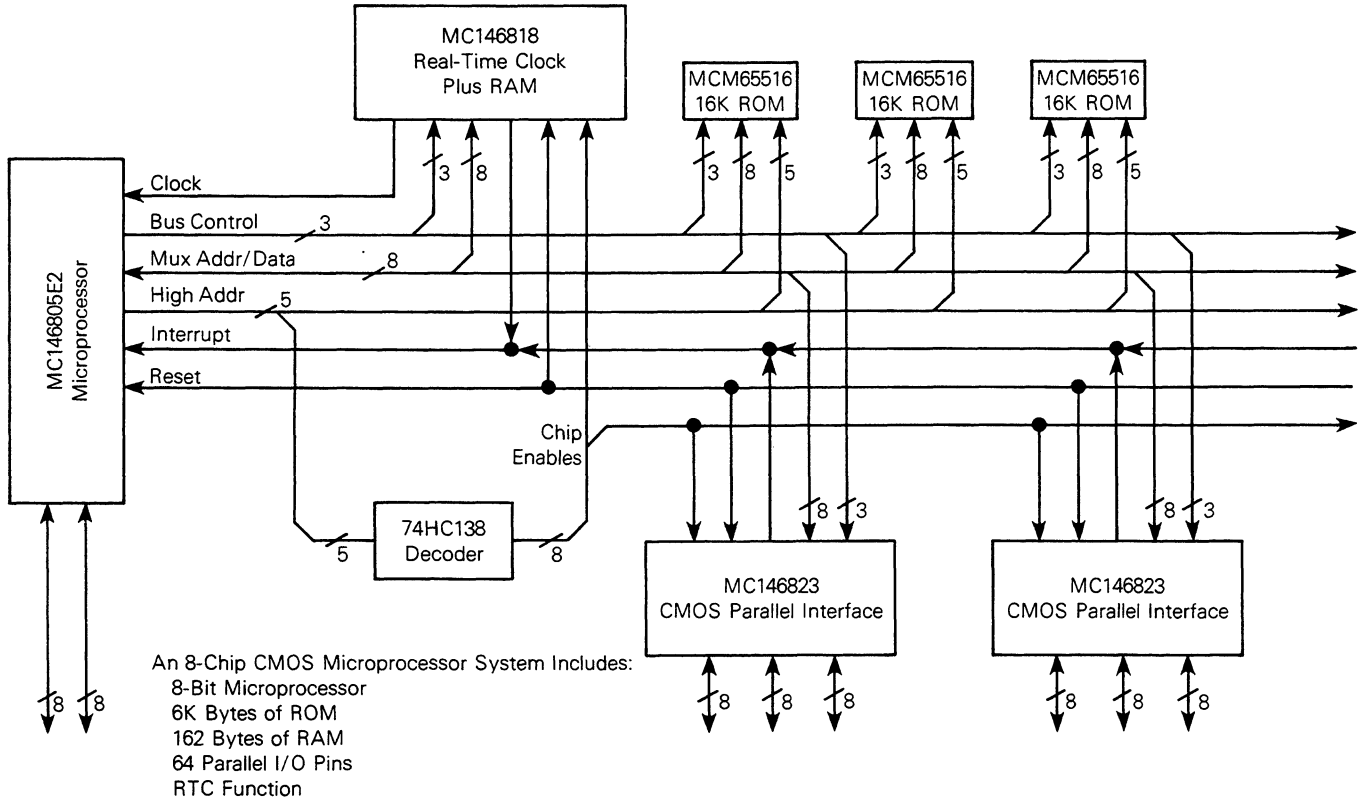 MC146818
Real-Time Clock
Plus RAM
MCM65516
16K ROM
MCM65516
16K ROM
MCM65516
16K ROM
3
8
3
8
5
3
8
5
3
8
5
MC146805E2
Microprocessor
Clock
Bus Control
3
Mux Addr/Data
8
High Addr
5
Interrupt
Reset
Chip
Enables
8
3
8
3
5
74HC138
Decoder
8
MC146823
CMOS Parallel Interface
MC146823
CMOS Parallel Interface
8
8
8
8
8
8
8
8
An 8-Chip CMOS Microprocessor System Includes:
8-Bit Microprocessor
6K Bytes of ROM
162 Bytes of RAM
64 Parallel I/O Pins
RTC Function